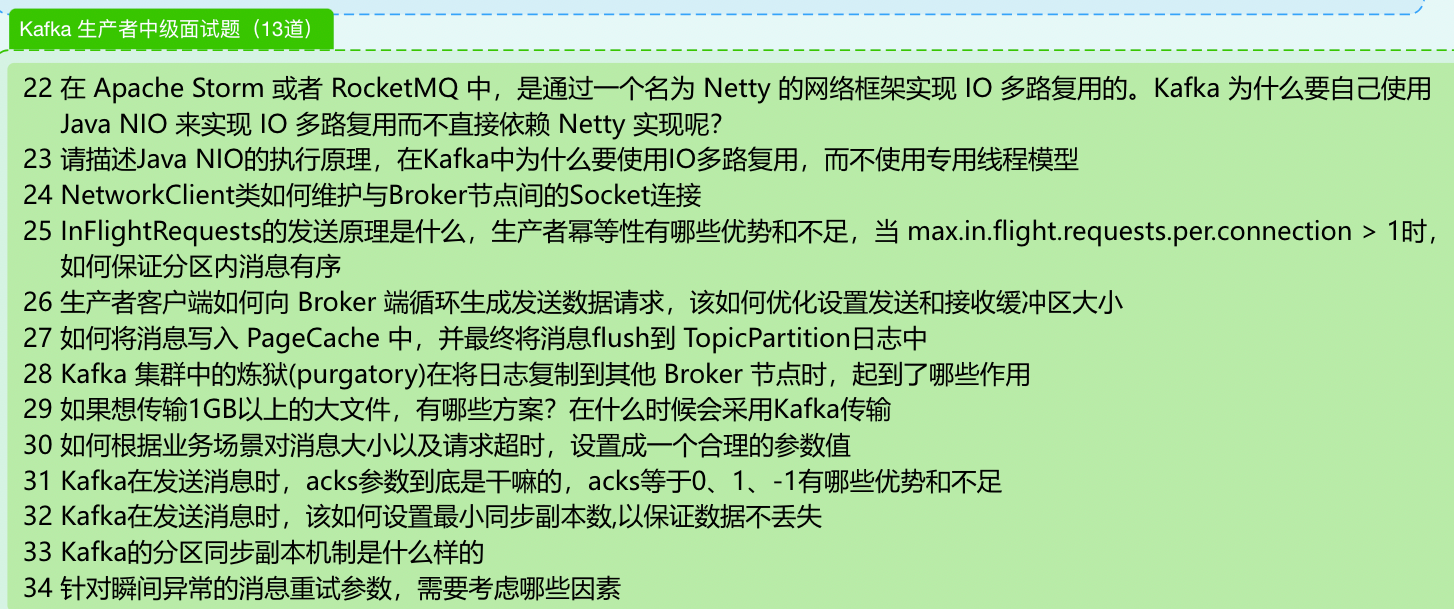 Kafka 生产者中级面试题（13道）
22 在 Apache Storm 或者 RocketMQ 中，是通过一个名为 Netty 的网络框架实现 IO 多路复用的。Kafka 为什么要自己使用
Java NIO 来实现 IO 多路复用而不直接依赖 Netty 实现呢？
23 请描述Java NIO的执行原理，在Kafka中为什么要使用IO多路复用，而不使用专用线程模型
24 NetworkClient类如何维护与Broker节点间的Socket连接
25 InFlightRequests的发送原理是什么，生产者幂等性有哪些优势和不足，当 max.in.flight.requests.per.connection > 1时，
如何保证分区内消息有序
26 生产者客户端如何向 Broker 端循环生成发送数据请求，该如何优化设置发送和接收缓冲区大小
27 如何将消息写入 PageCache 中，并最终将消息flush到 TopicPartition日志中
28 Kafka 集群中的炼狱(purgatory)在将日志复制到其他 Broker 节点时，起到了哪些作用
29 如果想传输1GB以上的大文件，有哪些方案？在什么时候会采用Kafka传输
30 如何根据业务场景对消息大小以及请求超时，设置成一个合理的参数值
31 Kafka在发送消息时，acks参数到底是干嘛的，acks等于0、1、-1有哪些优势和不足
32 Kafka在发送消息时，该如何设置最小同步副本数,以保证数据不丢失
33 Kafka的分区同步副本机制是什么样的
34 针对瞬间异常的消息重试参数，需要考虑哪些因素